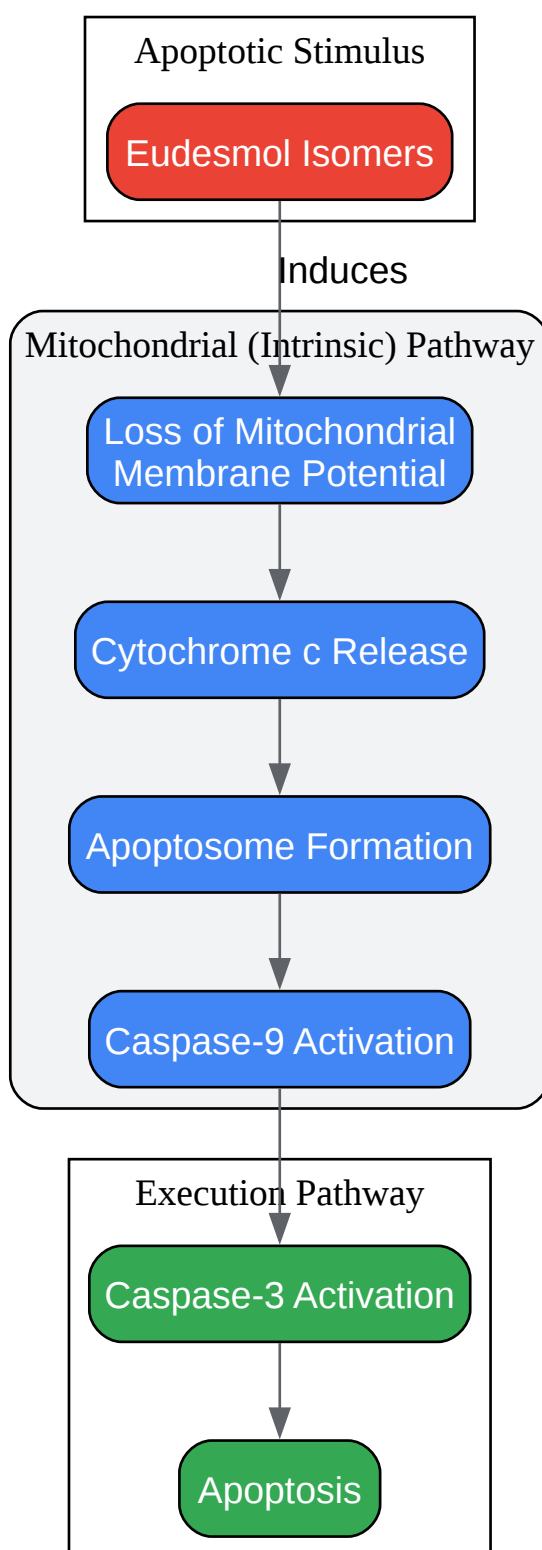 Apoptotic Stimulus
Eudesmol Isomers
Induces
Mitochondrial (Intrinsic) Pathway
Loss of Mitochondrial
Membrane Potential
Cytochrome c Release
Apoptosome Formation
Caspase-9 Activation
Execution Pathway
Caspase-3 Activation
Apoptosis